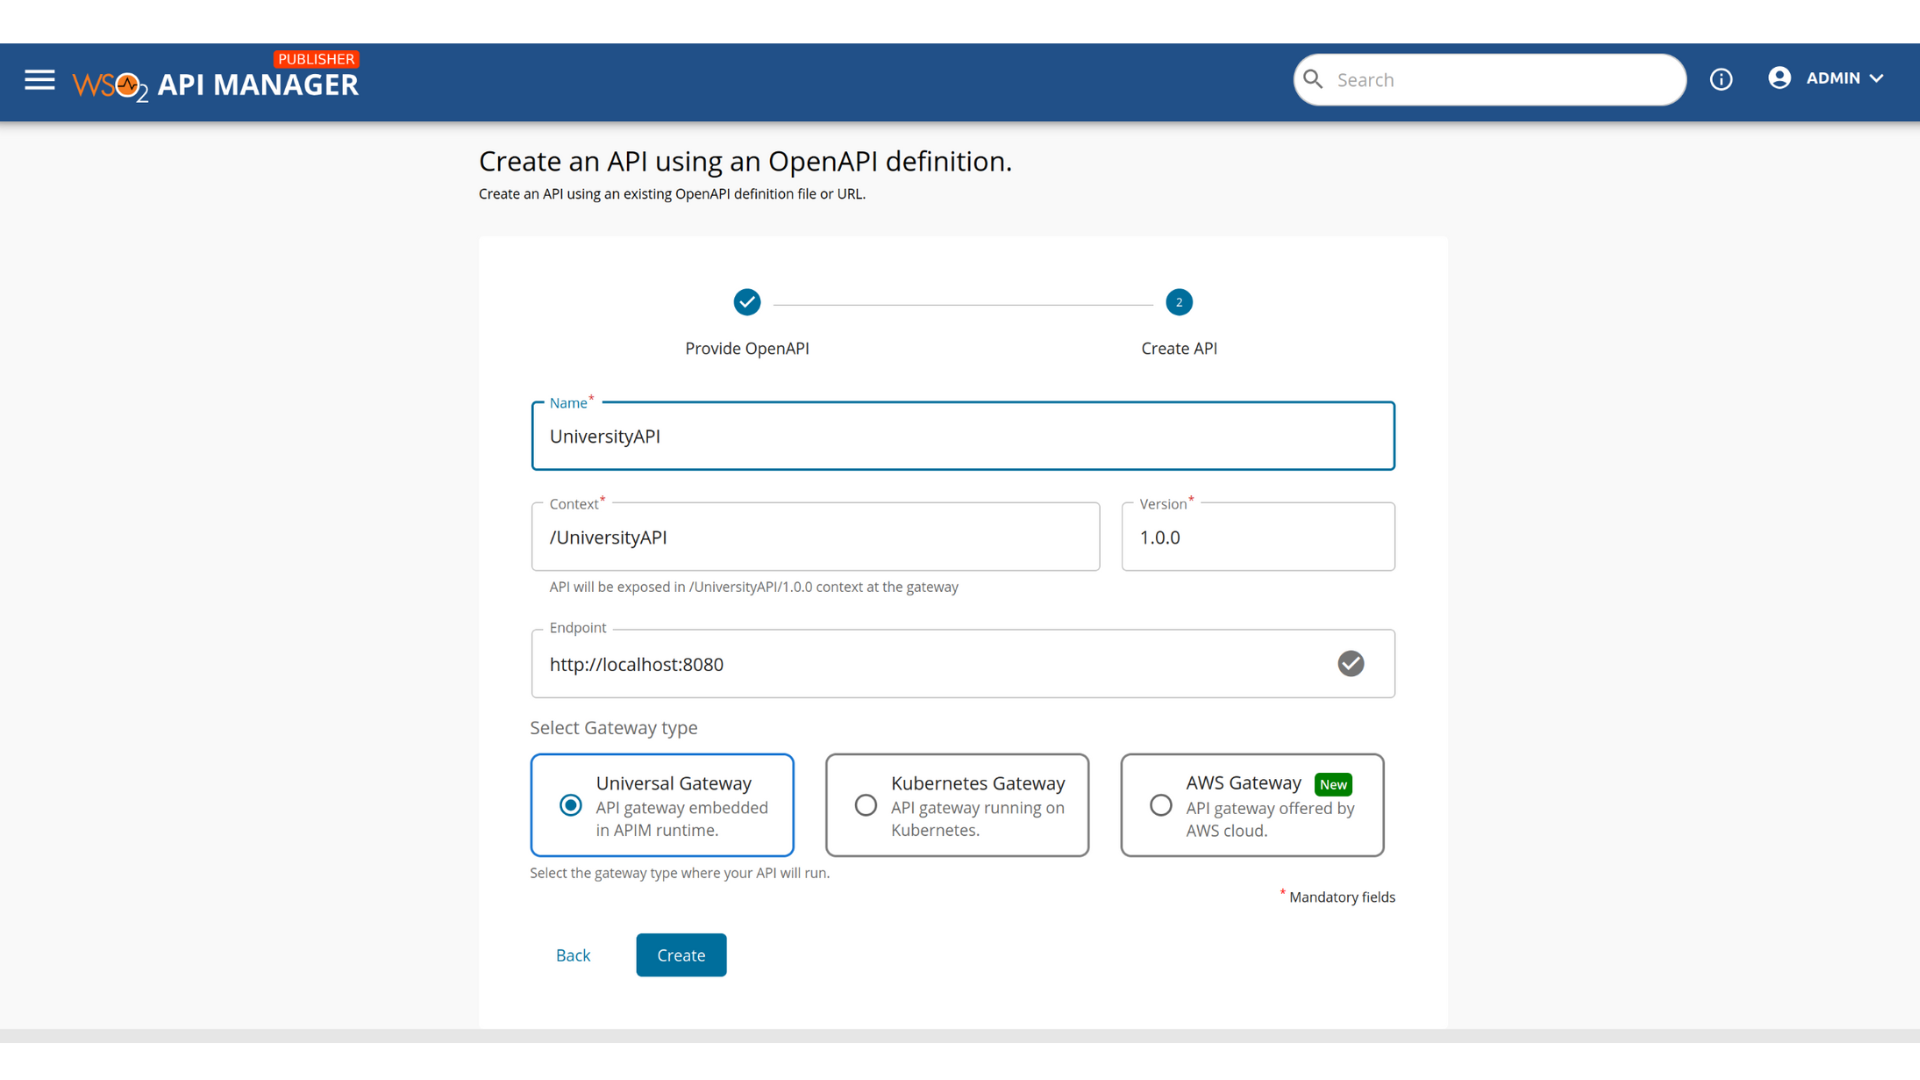 PUBLISHER
WSO2 API MANAGER
Search
ADMIN
Create an API using an OpenAPI definition.
Create an API using an existing OpenAPI definition file or URL.
2
Provide OpenAPI
Create API
Name*
UniversityAPI
Context*
Version*
/UniversityAPI
1.0.0
API will be exposed in /UniversityAPI/1.0.0 context at the gateway
Endpoint
http://localhost:8080
Select Gateway type
Universal Gateway
API gateway embedded
in APIM runtime.
Kubernetes Gateway
API gateway running on
Kubernetes.
AWS Gateway New
API gateway offered by
AWS cloud.
Select the gateway type where your API will run.
* Mandatory fields
Back
Create